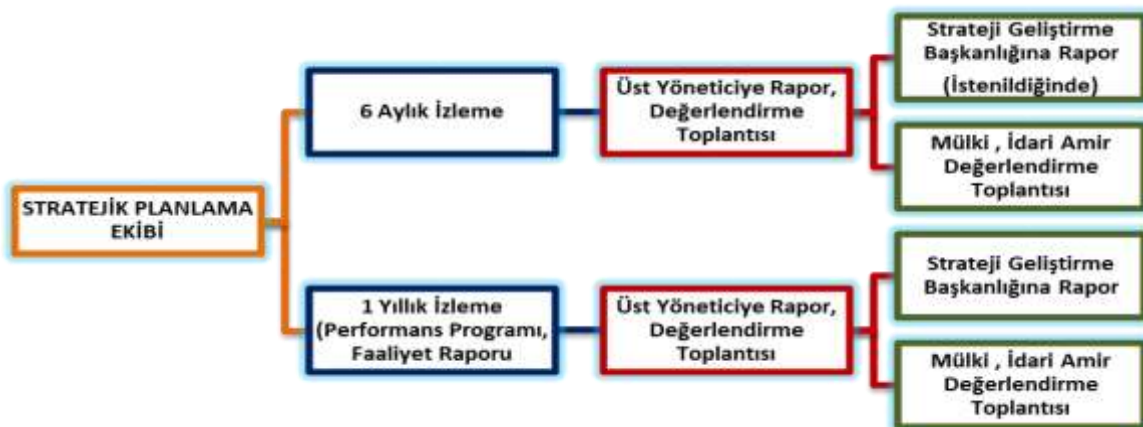 STRATEJİK PLANLAMA
EKİBİ
6 Aylık İzleme
Üst Yöneticiye Rapor,
Değerlendirme
Toplantısı
Strateji Geliştirme
Başkanlığına Rapor
(İstenildiğinde)
Mülki , İdari Amir
Değerlendirme
Toplantısı
1 Yıllık İzleme
(Performans Programı,
Faaliyet Raporu
Üst Yöneticiye Rapor,
Değerlendirme
Toplantısı
Strateji Geliştirme
Başkanlığına Rapor
Mülki , İdari Amir
Değerlendirme
Toplantısı